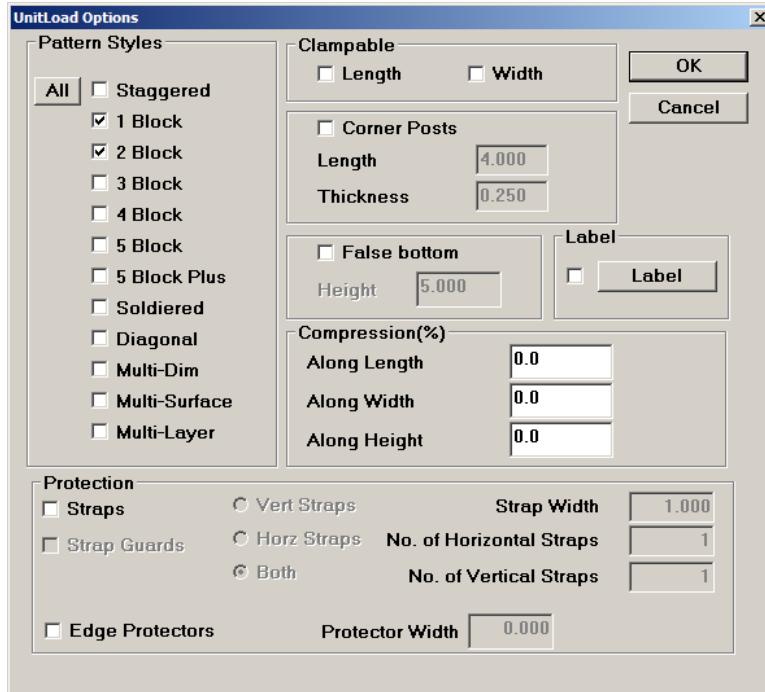 UnitLoad Options
Pattern Styles
All
Staggered
1 Block
2 Block
3 Block
4 Block
5 Block
5 Block Plus
Soldiered
Diagonal
Multi-Dim
Multi-Surface
Multi-Layer
Clampable
Length Width
OK
Cancel
Corner Posts
Length 4.000
Thickness 0.250
False bottom
Height 5.000
Label
Label
Compression(%)
Along Length 0.0
Along Width 0.0
Along Height 0.0
Protection
Straps Vert Straps Strap Width 1.000
Strap Guards Horz Straps No. of Horizontal Straps 1
Both No. of Vertical Straps 1
Edge Protectors Protector Width 0.000